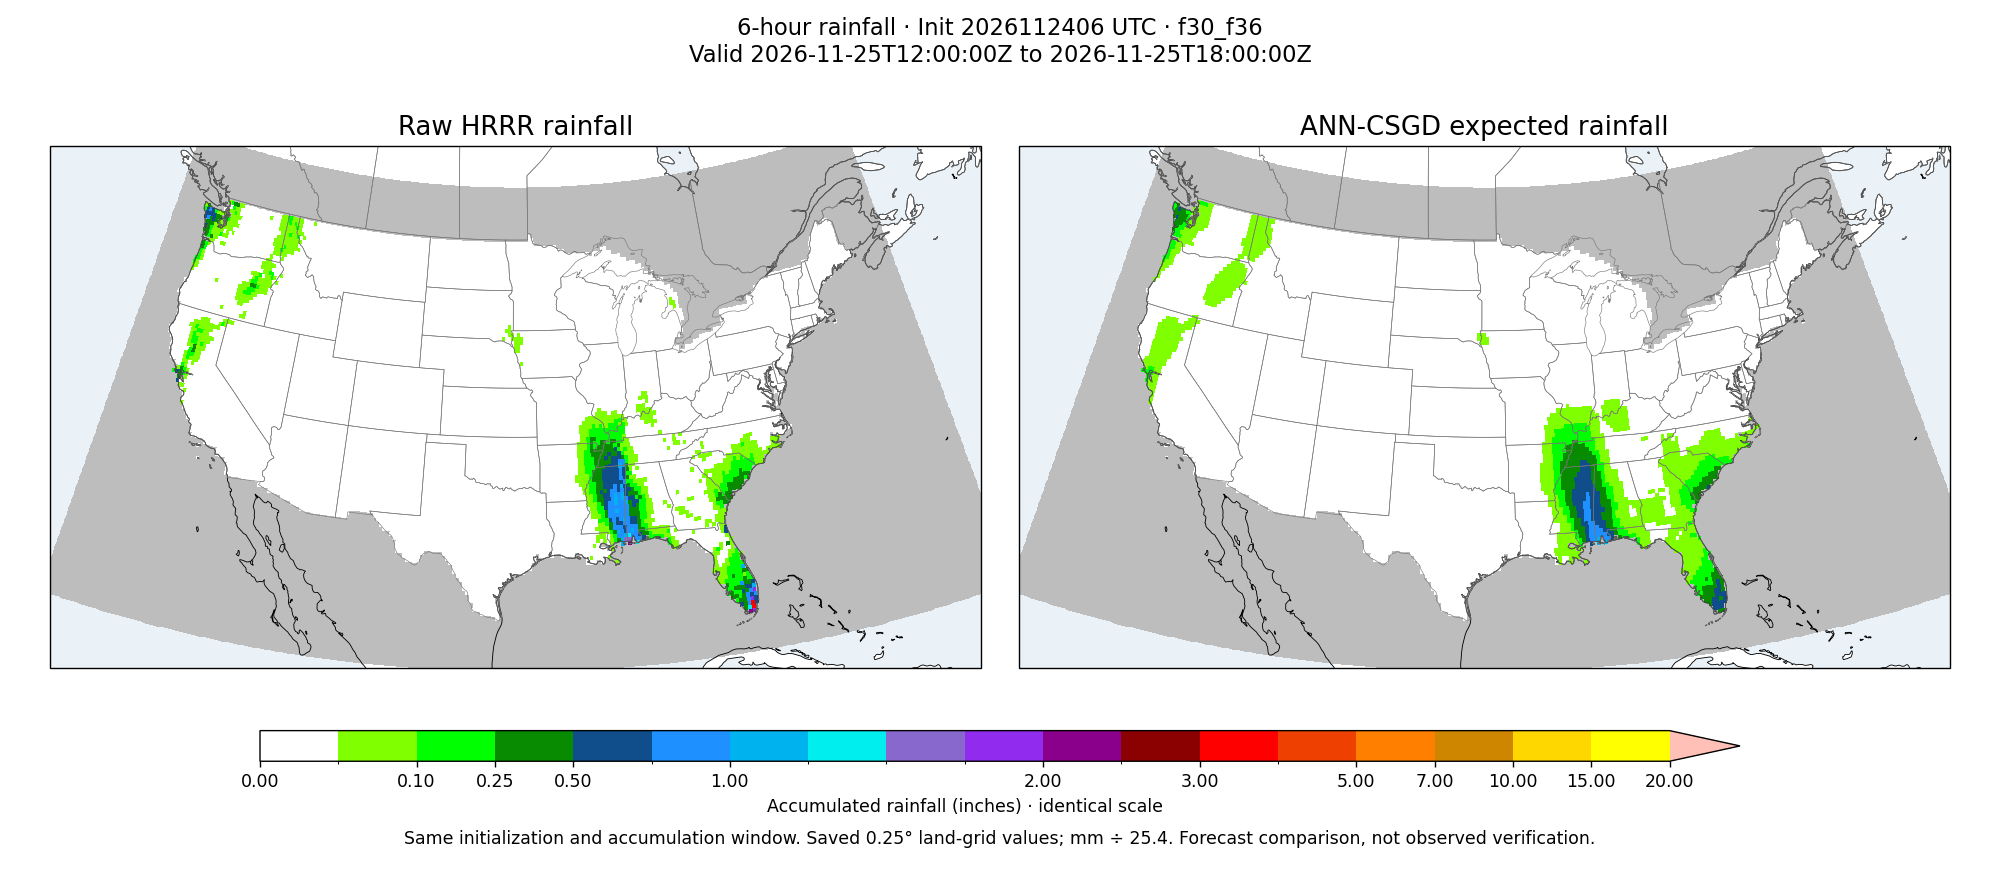 6-hour rainfall · Init 2026112406 UTC · f30_f36
Valid 2026-11-25T12:00:00Z to 2026-11-25T18:00:00Z
Raw HRRR rainfall
ANN-CSGD expected rainfall
0.00 0.10 0.25 0.50 1.00 2.00 3.00 5.00 7.00 10.00 15.00 20.00
Accumulated rainfall (inches) · identical scale
Same initialization and accumulation window. Saved 0.25° land-grid values; mm ÷ 25.4. Forecast comparison, not observed verification.